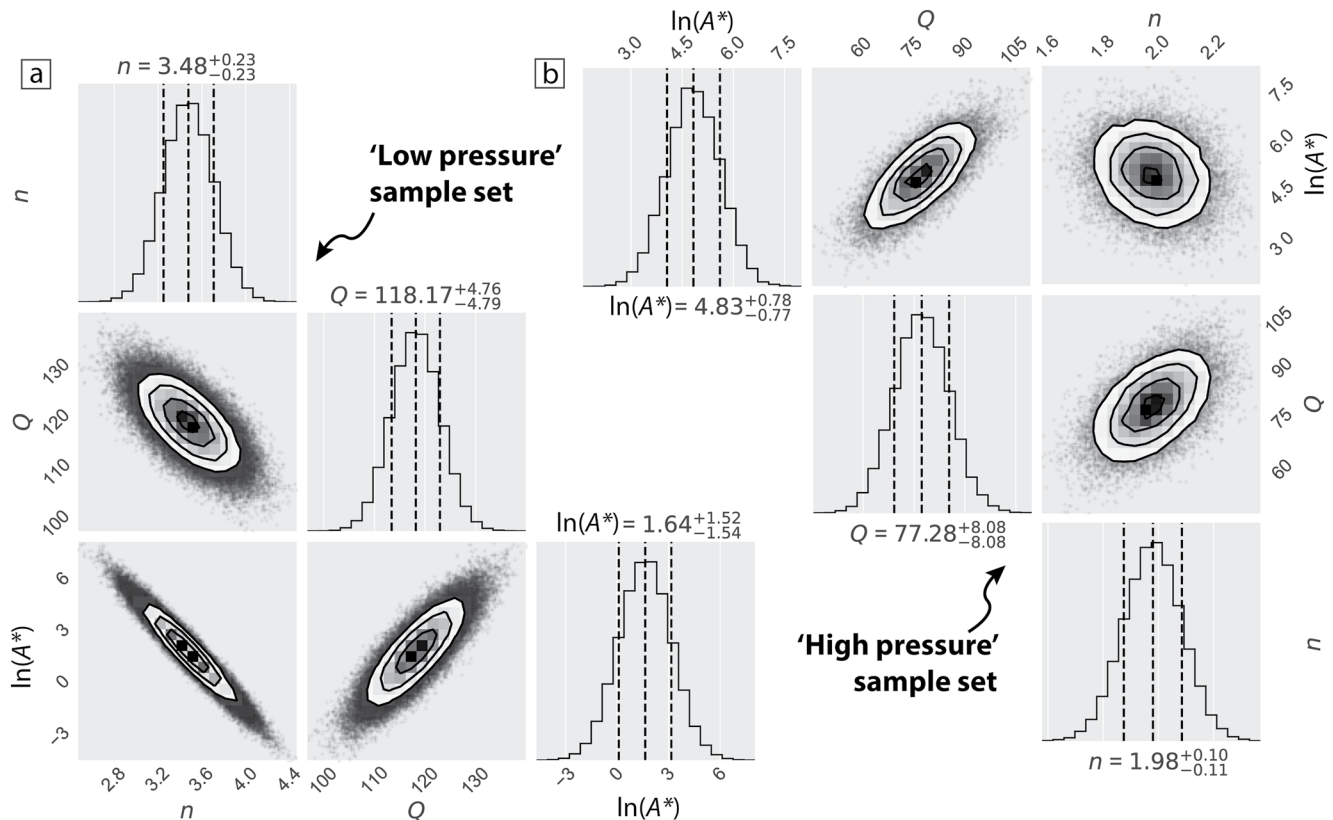 a
n = 3.48 +0.23 −0.23
n
'Low pressure'
sample set
Q = 118.17 +4.76 −4.79
Q
130
120
110
100
ln(A*) = 1.64 +1.52 −1.54
ln(A*)
6
3
0
−3
2.8 3.2 3.6 4.0 4.4
n
100 110 120 130
Q
−3 0 3 6
ln(A*)
b
ln(A*)
3.0 4.5 6.0 7.5
Q
60 75 90 105
n
1.6 1.8 2.0 2.2
7.5
6.0
4.5
3.0
ln(A*)
ln(A*) = 4.83 +0.78 −0.77
105
90
75
60
Q
Q = 77.28 +8.08 −8.08
'High pressure'
sample set
n
n = 1.98 +0.10 −0.11